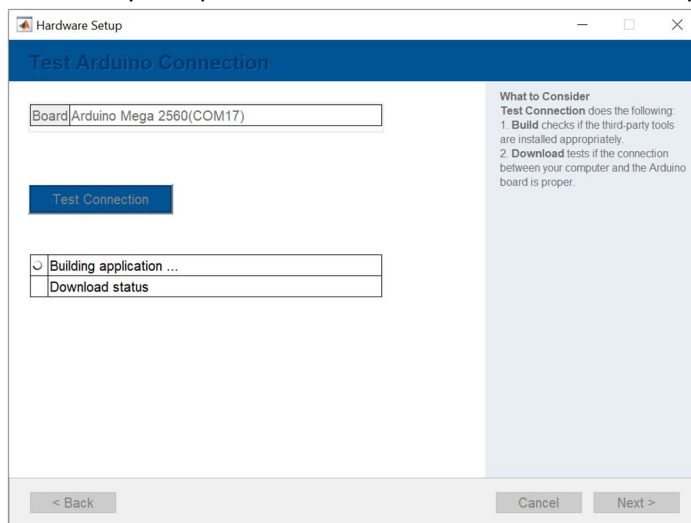 Hardware Setup
Test Arduino Connection
Board Arduino Mega 2560(COM17)
Test Connection
Building application ...
Download status
What to Consider
Test Connection does the following:
1. Build checks if the third-party tools
are installed appropriately.
2. Download tests if the connection
between your computer and the Arduino
board is proper.
< Back
Cancel
Next >